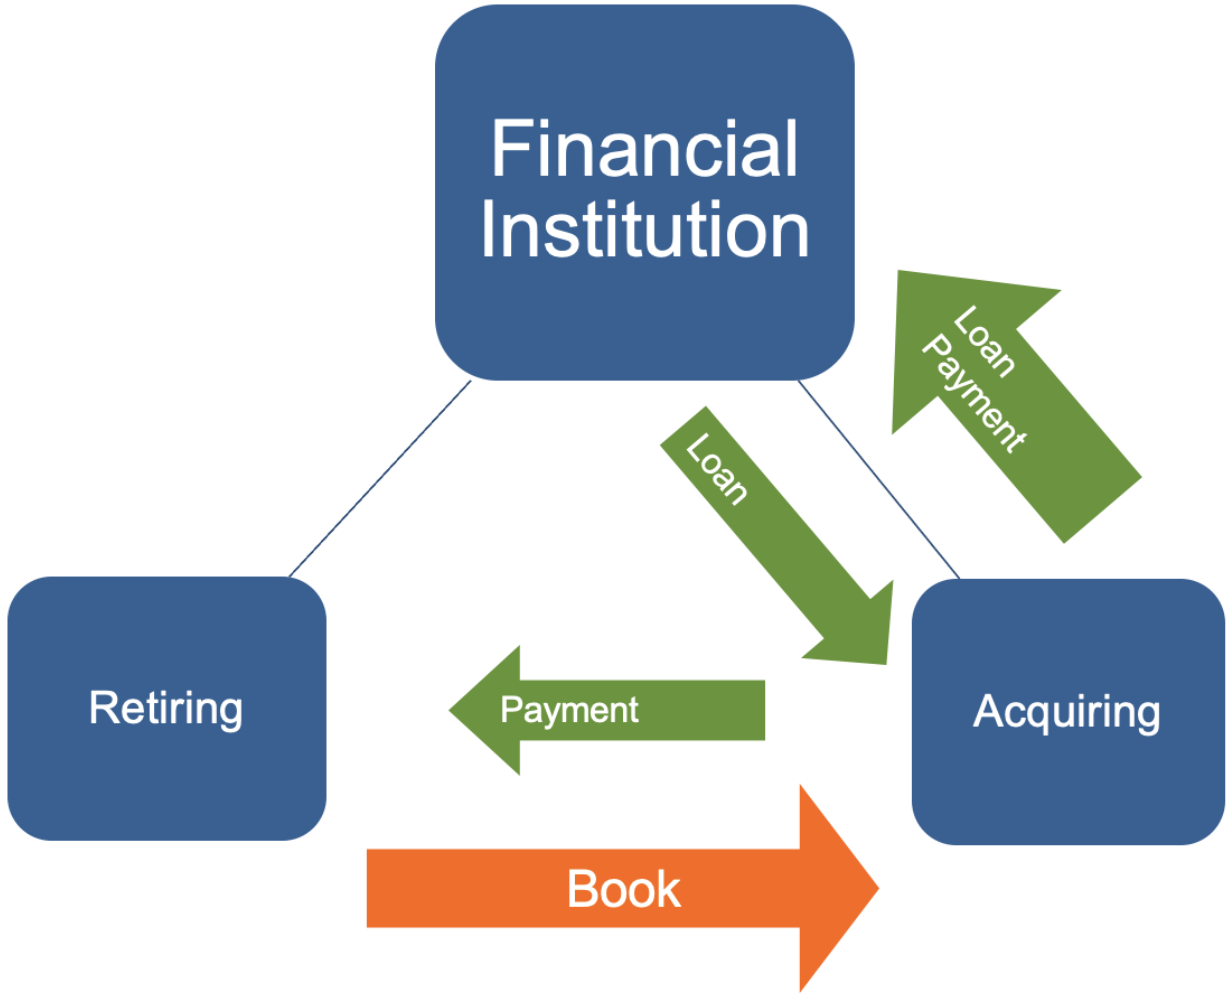 Financial
Institution
Loan
Payment
Loan
Retiring
Payment
Acquiring
Book